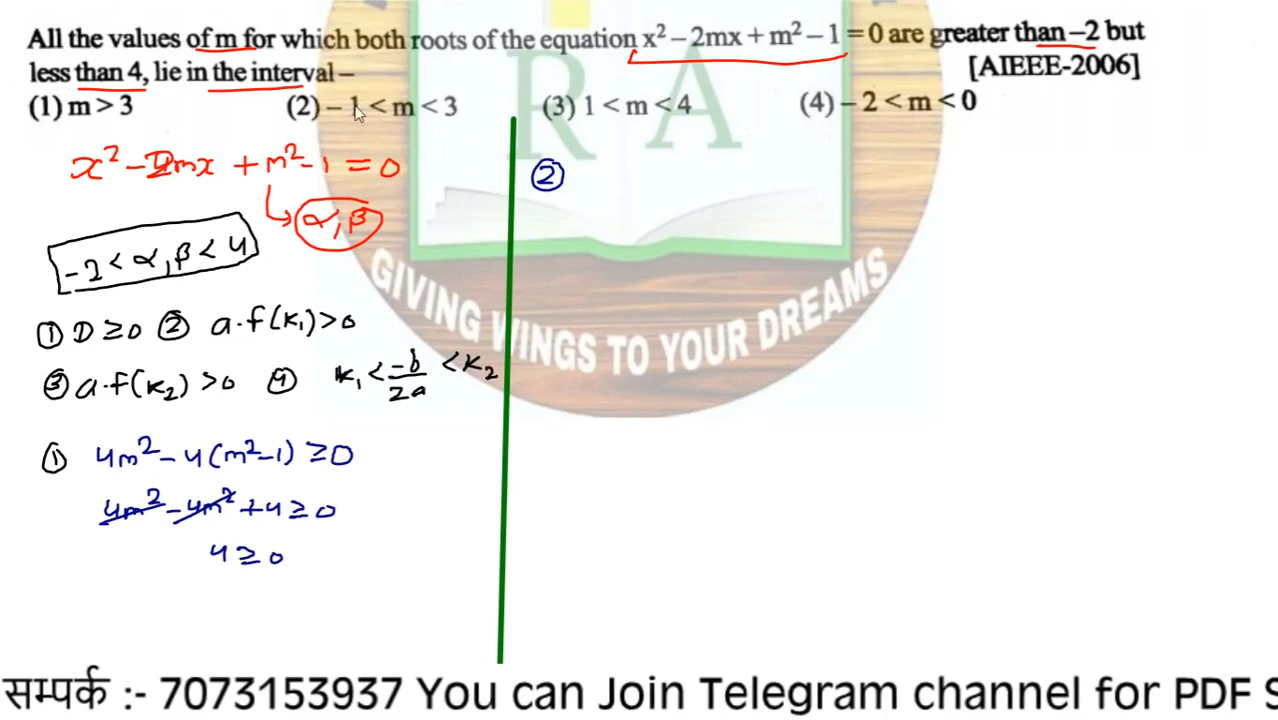 All the values of m for which both roots of the equation x² – 2mx + m² – 1 = 0 are greater than –2 but
less than 4, lie in the interval – [AIEEE-2006]
(1) m > 3 (2) – 1 < m < 3 (3) 1 < m < 4 (4) – 2 < m < 0
R A
x² – 2mx + m² – 1 = 0
②
α, β
-2 < α, β < 4
① D ≥ 0 ② a·f(k₁) > 0
③ a·f(k₂) > 0 ④ k₁ < -b/2a < k₂
① 4m² – 4(m² – 1) ≥ 0
4m² – 4m² + 4 ≥ 0
4 ≥ 0
GIVING WINGS TO YOUR DREAMS
सम्पर्क :- 7073153937 You can Join Telegram channel for PDF S